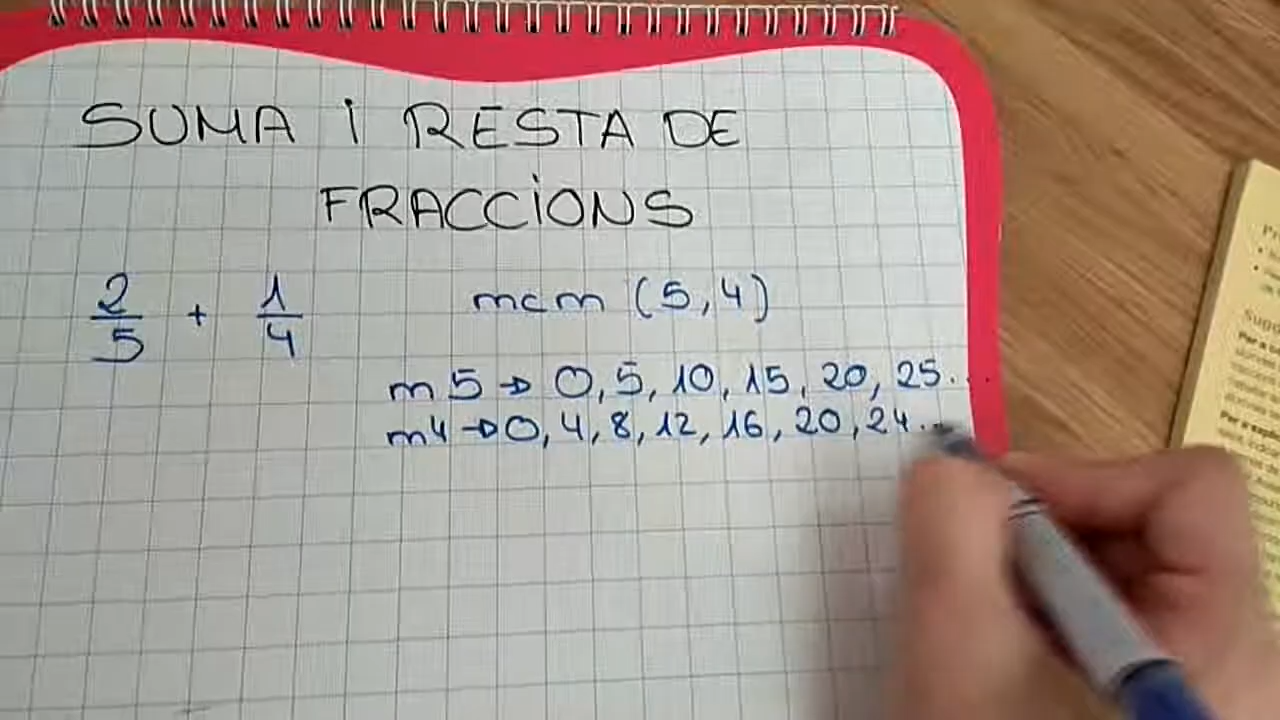 SUMA i RESTA DE
FRACCIONS
2/5 + 1/4
mcm (5,4)
m5 → 0, 5, 10, 15, 20, 25...
m4 → 0, 4, 8, 12, 16, 20, 24..